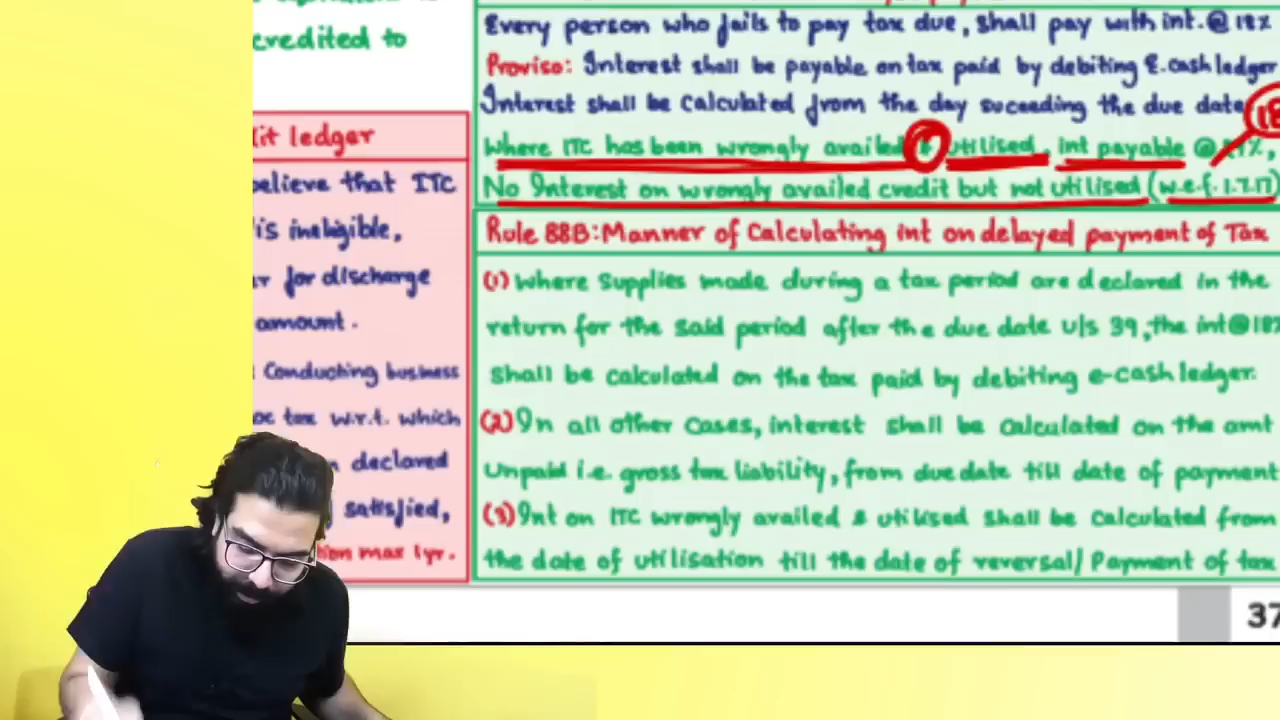 credited to
it ledger
believe that ITC
is ineligible,
r for discharge
amount.
Conducting business
tax w.r.t. which
declared
satisfied,
tion max 1yr.
Every person who fails to pay tax due, shall pay with int. @ 18%
Proviso: Interest shall be payable on tax paid by debiting E.cash ledger
Interest shall be calculated from the day suceeding the due date
Where ITC has been wrongly availed utilised, int payable @ 18
No Interest on wrongly availed credit but not utilised (w.e.f. 1.7.17)
Rule 88B: Manner of Calculating int on delayed payment of Tax
(1) Where Supplies made during a tax period are declared in the
return for the said period after the due date u/s 39, the int@18%
shall be calculated on the tax paid by debiting e-cash ledger.
(2) In all other cases, interest shall be calculated on the amt
Unpaid i.e. gross tax liability, from due date till date of payment
(3) Int on ITC wrongly availed & utilised shall be calculated from
the date of utilisation till the date of reversal/ Payment of tax
37